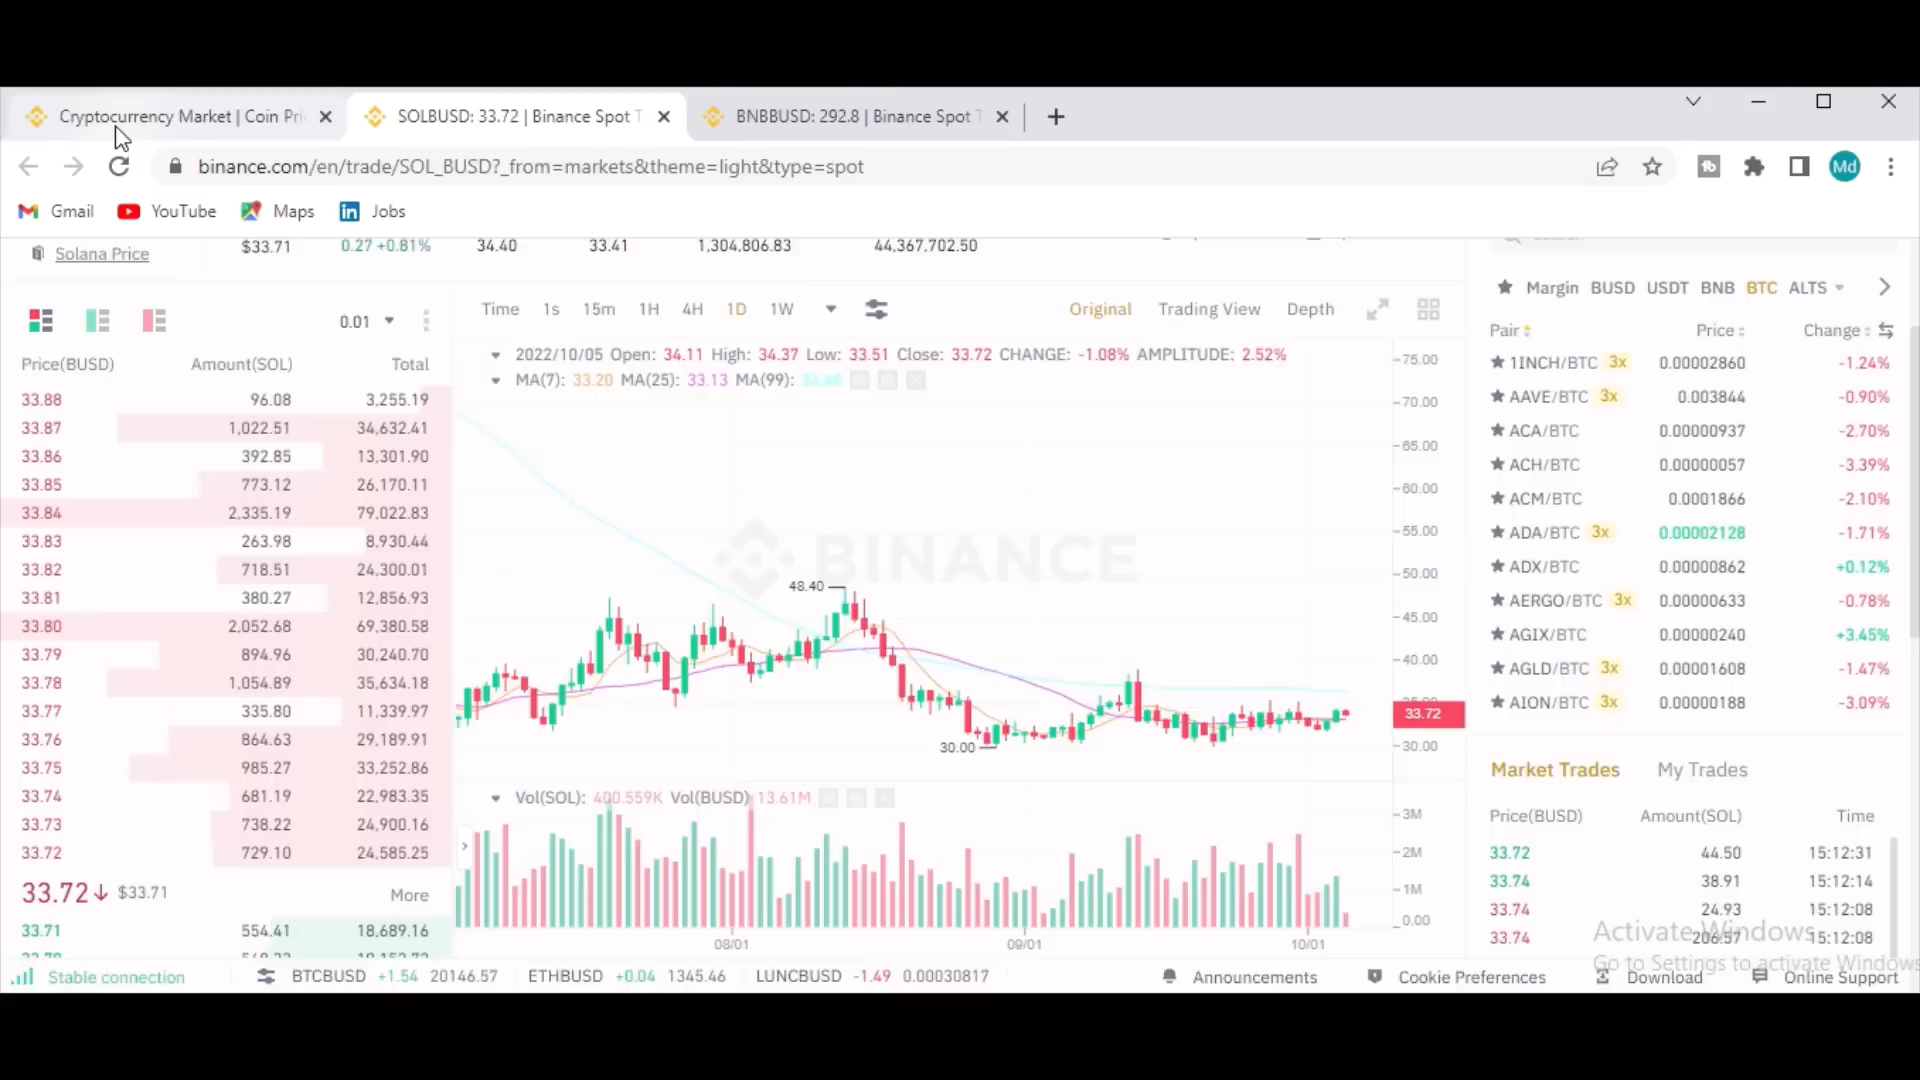 Cryptocurrency Market | Coin Pri
SOLBUSD: 33.72 | Binance Spot T
BNBBUSD: 292.8 | Binance Spot T
binance.com/en/trade/SOL_BUSD?_from=markets&theme=light&type=spot
Md
Gmail YouTube Maps Jobs
Solana Price $33.71 0.27 +0.81% 34.40 33.41 1,304,806.83 44,367,702.50
0.01
Price(BUSD) Amount(SOL) Total
33.88 96.08 3,255.19
33.87 1,022.51 34,632.41
33.86 392.85 13,301.90
33.85 773.12 26,170.11
33.84 2,335.19 79,022.83
33.83 263.98 8,930.44
33.82 718.51 24,300.01
33.81 380.27 12,856.93
33.80 2,052.68 69,380.58
33.79 894.96 30,240.70
33.78 1,054.89 35,634.18
33.77 335.80 11,339.97
33.76 864.63 29,189.91
33.75 985.27 33,252.86
33.74 681.19 22,983.35
33.73 738.22 24,900.16
33.72 729.10 24,585.25
33.72 $33.71 More
33.71 554.41 18,689.16
Time 1s 15m 1H 4H 1D 1W Original Trading View Depth
2022/10/05 Open: 34.11 High: 34.37 Low: 33.51 Close: 33.72 CHANGE: -1.08% AMPLITUDE: 2.52%
MA(7): 33.20 MA(25): 33.13 MA(99):
75.00
70.00
65.00
60.00
55.00
BINANCE
50.00
48.40
45.00
40.00
33.72
30.00
30.00
Vol(SOL): 400.559K Vol(BUSD) 13.61M
3M
2M
1M
0.00
08/01 09/01 10/01
Margin BUSD USDT BNB BTC ALTS
Pair Price Change
1INCH/BTC 3x 0.00002860 -1.24%
AAVE/BTC 3x 0.003844 -0.90%
ACA/BTC 0.00000937 -2.70%
ACH/BTC 0.00000057 -3.39%
ACM/BTC 0.0001866 -2.10%
ADA/BTC 3x 0.00002128 -1.71%
ADX/BTC 0.00000862 +0.12%
AERGO/BTC 3x 0.00000633 -0.78%
AGIX/BTC 0.00000240 +3.45%
AGLD/BTC 3x 0.00001608 -1.47%
AION/BTC 3x 0.00000188 -3.09%
Market Trades My Trades
Price(BUSD) Amount(SOL) Time
33.72 44.50 15:12:31
33.74 38.91 15:12:14
33.74 24.93 15:12:08
33.74 206.57 15:12:08
Activate Windows
Go to Settings to activate Windows
Stable connection BTCBUSD +1.54 20146.57 ETHBUSD +0.04 1345.46 LUNCBUSD -1.49 0.00030817 Announcements Cookie Preferences Download Online Support